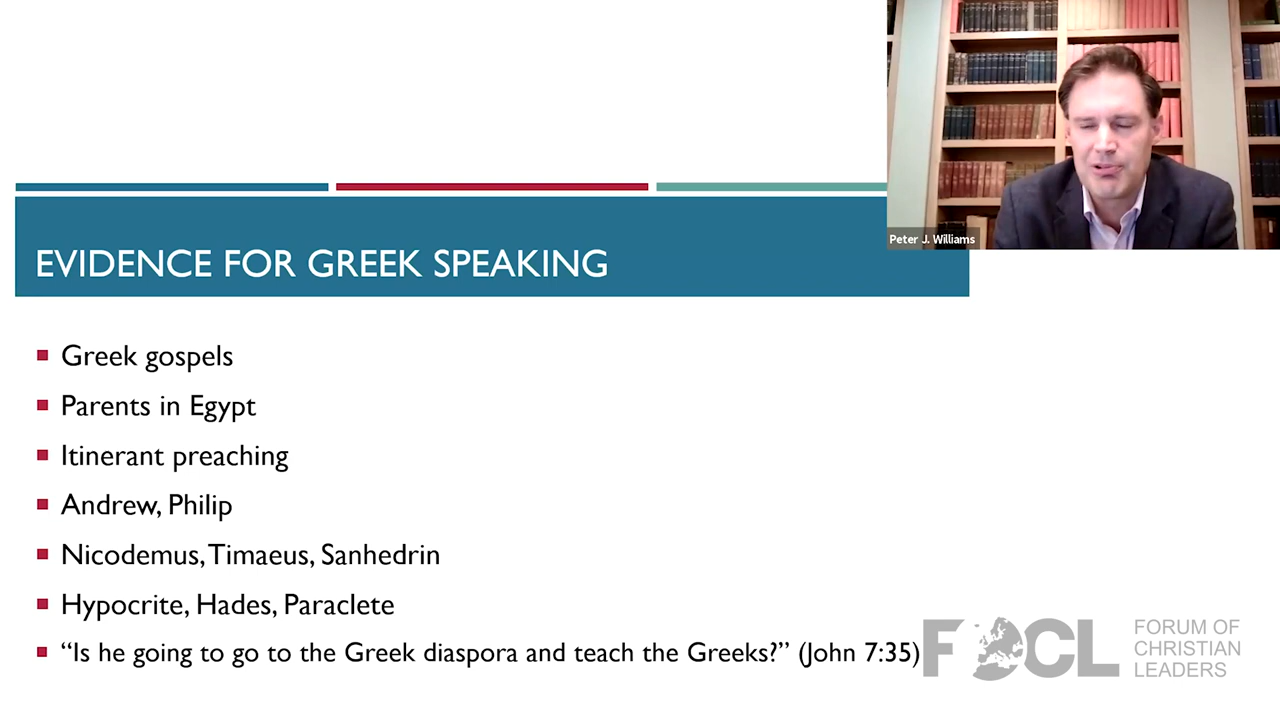 Peter J. Williams
EVIDENCE FOR GREEK SPEAKING
Greek gospels
Parents in Egypt
Itinerant preaching
Andrew, Philip
Nicodemus, Timaeus, Sanhedrin
Hypocrite, Hades, Paraclete
“Is he going to go to the Greek diaspora and teach the Greeks?” (John 7:35)
FOCL
FORUM OF
CHRISTIAN
LEADERS